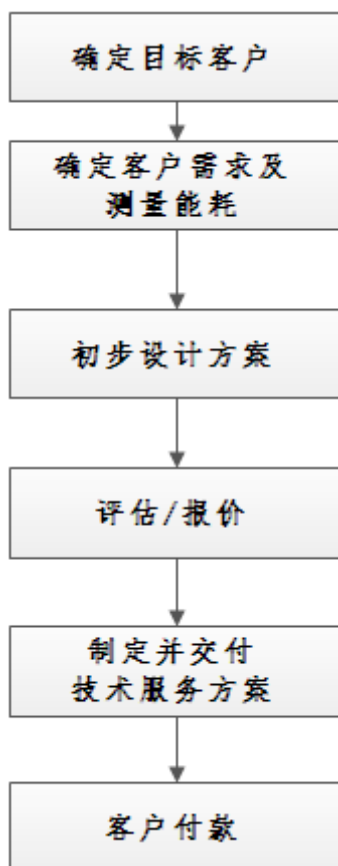 确定目标客户
确定客户需求及
测量能耗
初步设计方案
评估/报价
制定并交付
技术服务方案
客户付款